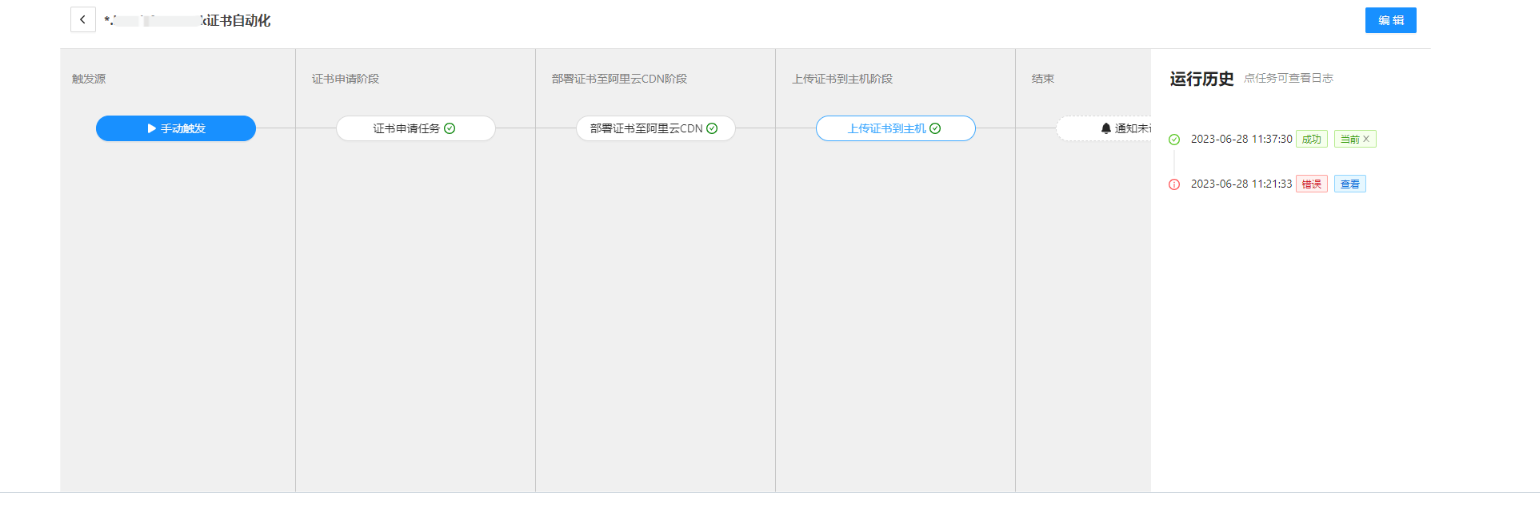 *.证书自动化
编 辑
触发源
证书申请阶段
部署证书至阿里云CDN阶段
上传证书到主机阶段
结束
手动触发
证书申请任务
部署证书至阿里云CDN
上传证书到主机
通知未
运行历史 点任务可查看日志
2023-06-28 11:37:30 成功 当前 ×
2023-06-28 11:21:33 错误 查看